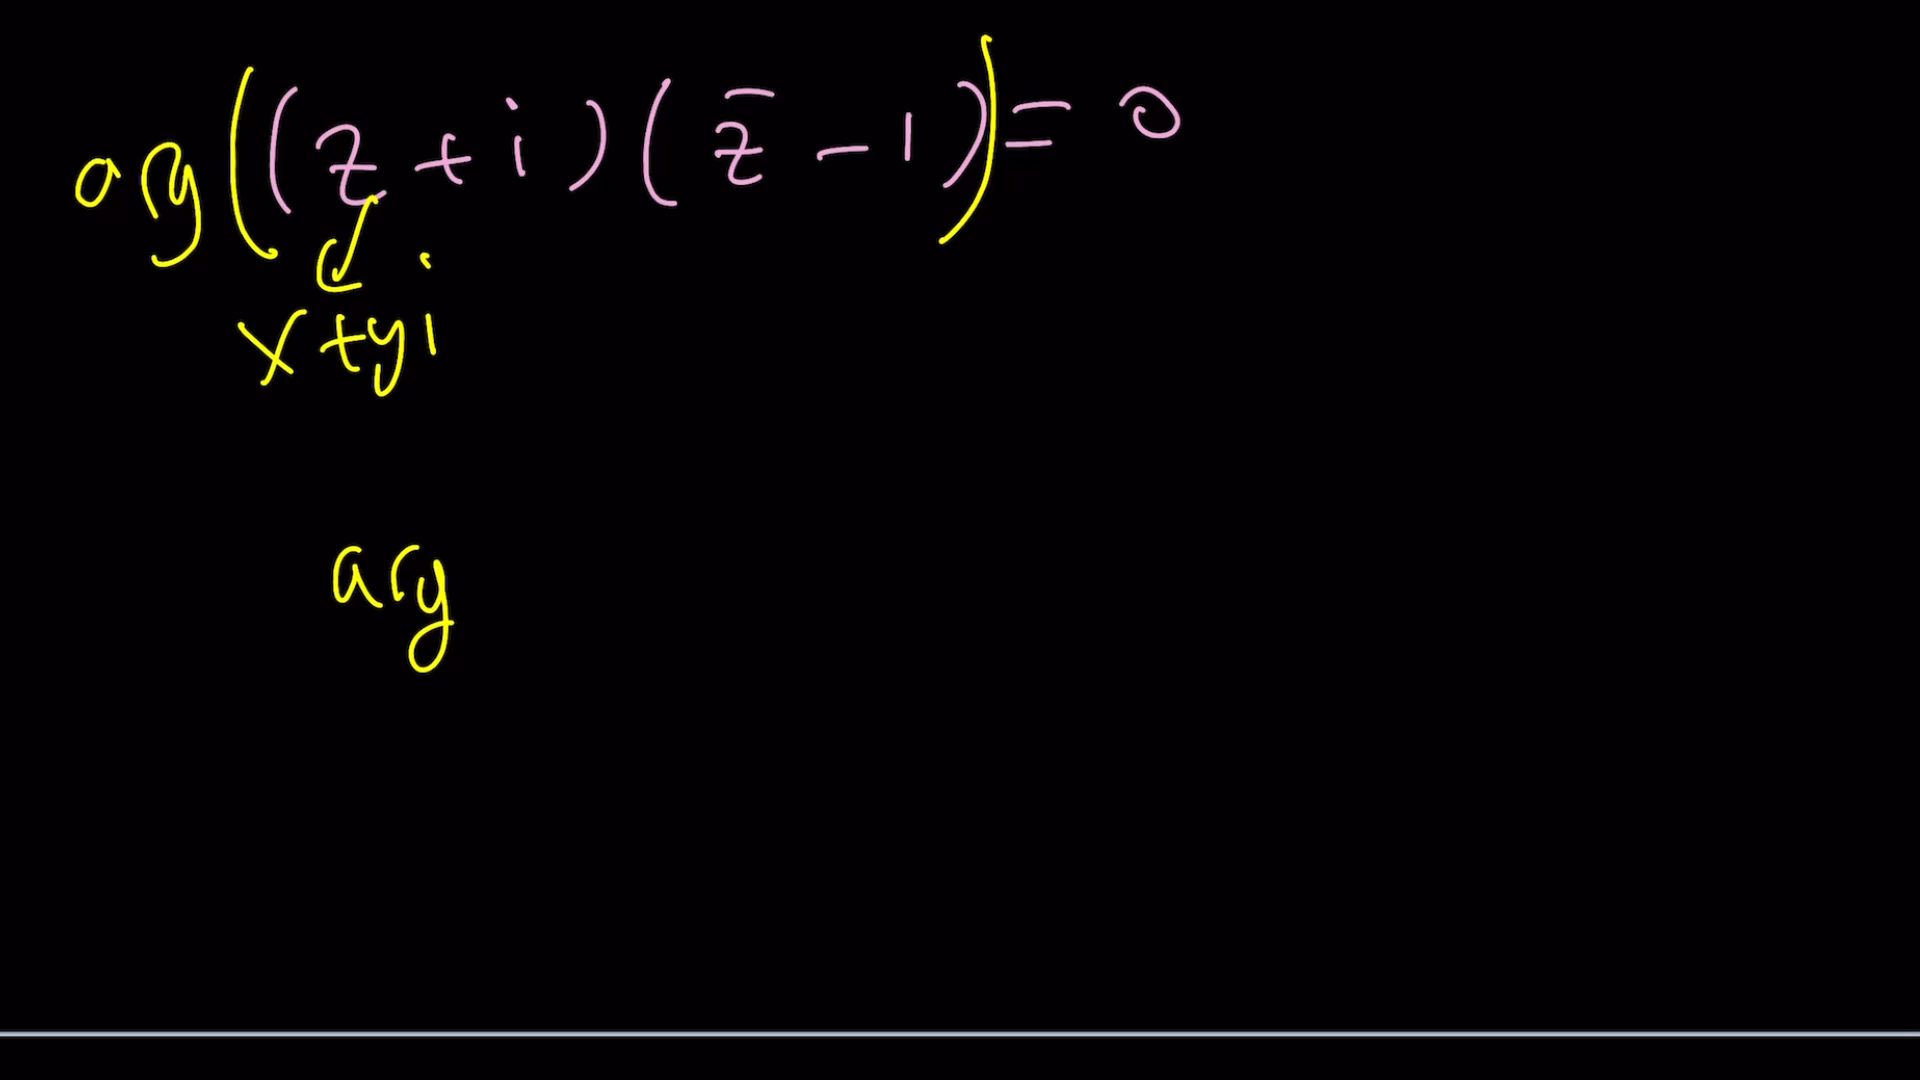 arg((z + i)(z̄ - 1)) = 0
x + yi
arg